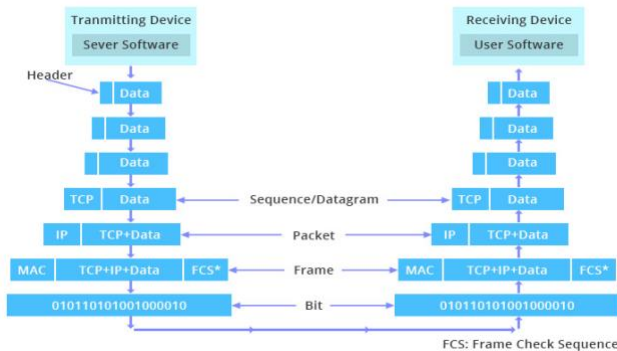 Tranmitting Device
Receiving Device
Sever Software
User Software
Header
Data
Data
Data
Data
Data
Data
TCP
Data
Sequence/Datagram
TCP
Data
IP
TCP+Data
Packet
IP
TCP+Data
MAC
TCP+IP+Data
FCS*
Frame
MAC
TCP+IP+Data
FCS*
010110101001000010
Bit
010110101001000010
FCS: Frame Check Sequence